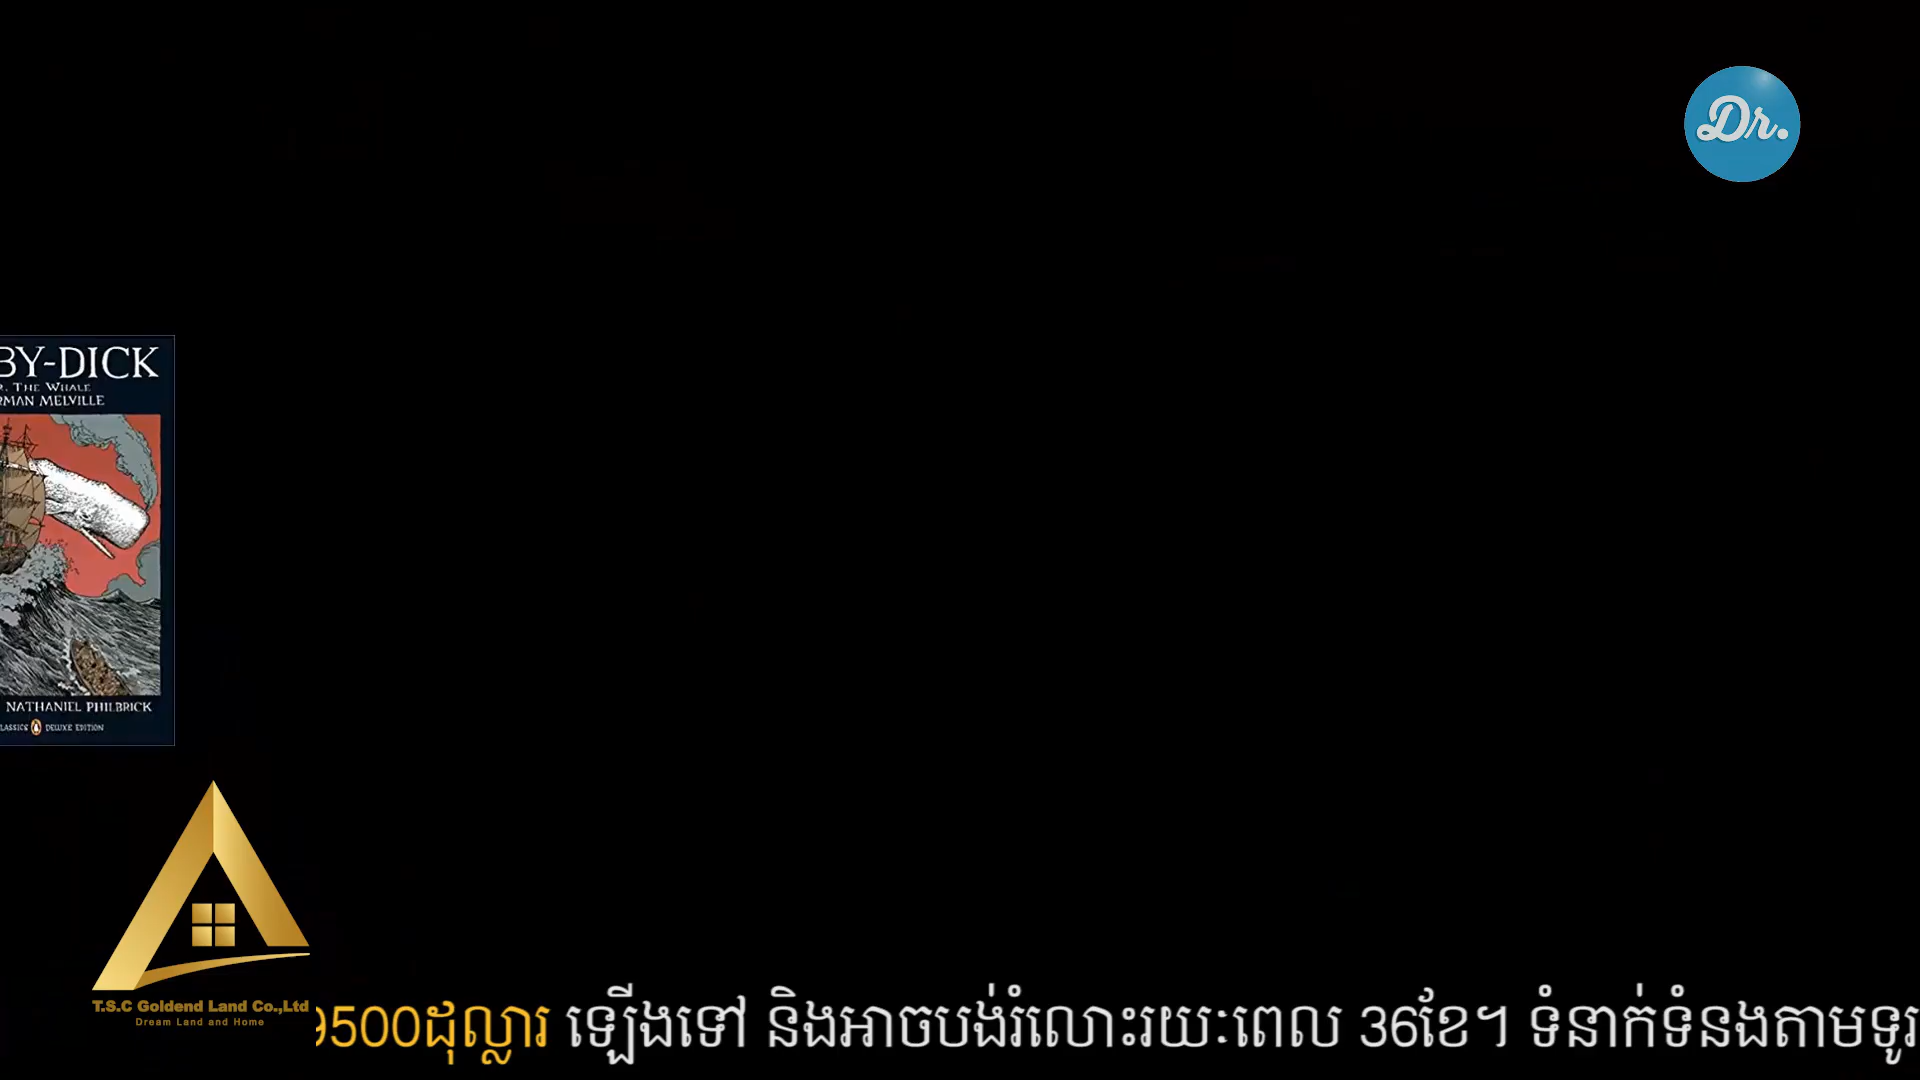 Dr.
BY-DICK
R, THE WHALE
RMAN MELVILLE
NATHANIEL PHILBRICK
LASSICS DELUXE EDITION
T.S.C Goldend Land Co.,Ltd
Dream Land and Home
9500ដុល្លារ ឡើងទៅ និងអាចបង់រំលោះរយៈពេល 36ខែ។ ទំនាក់ទំនងតាមទូរ